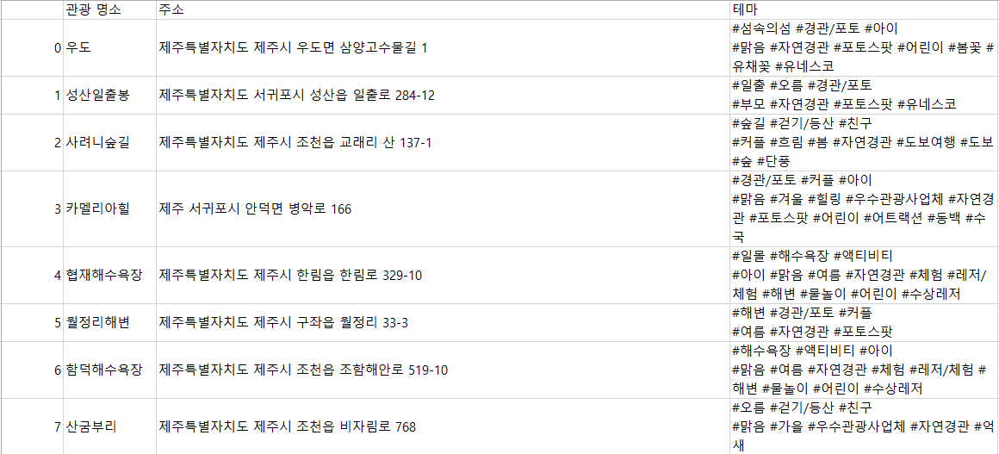 관광 명소 주소 테마
0 우도 제주특별자치도 제주시 우도면 삼양고수물길 1 #섬속의섬 #경관/포토 #아이
#맑음 #자연경관 #포토스팟 #어린이 #봄꽃 #
유채꽃 #유네스코
1 성산일출봉 제주특별자치도 서귀포시 성산읍 일출로 284-12 #일출 #오름 #경관/포토
#부모 #자연경관 #포토스팟 #유네스코
2 사려니숲길 제주특별자치도 제주시 조천읍 교래리 산 137-1 #숲길 #걷기/등산 #친구
#커플 #흐림 #봄 #자연경관 #도보여행 #도보
#숲 #단풍
3 카멜리아힐 제주 서귀포시 안덕면 병악로 166 #경관/포토 #커플 #아이
#맑음 #겨울 #힐링 #우수관광사업체 #자연경
관 #포토스팟 #어린이 #어트랙션 #동백 #수
국
4 협재해수욕장 제주특별자치도 제주시 한림읍 한림로 329-10 #일몰 #해수욕장 #액티비티
#아이 #맑음 #여름 #자연경관 #체험 #레저/
체험 #해변 #물놀이 #어린이 #수상레저
5 월정리해변 제주특별자치도 제주시 구좌읍 월정리 33-3 #해변 #경관/포토 #커플
#여름 #자연경관 #포토스팟
6 함덕해수욕장 제주특별자치도 제주시 조천읍 조함해안로 519-10 #해수욕장 #액티비티 #아이
#맑음 #여름 #자연경관 #체험 #레저/체험 #
해변 #물놀이 #어린이 #수상레저
7 산굼부리 제주특별자치도 제주시 조천읍 비자림로 768 #오름 #걷기/등산 #친구
#맑음 #가을 #우수관광사업체 #자연경관 #억
새